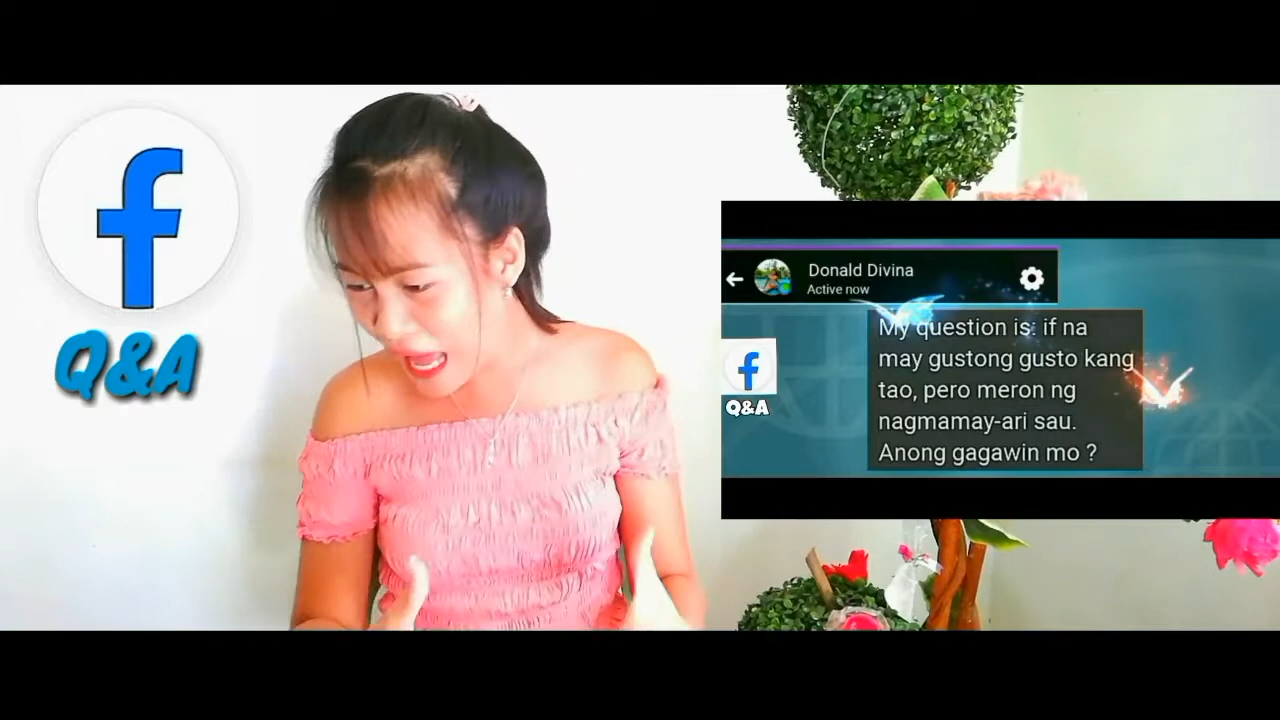 f
Q&A
Donald Divina
Active now
My question is: if na
may gustong gusto kang
tao, pero meron ng
nagmamay-ari sau.
Anong gagawin mo ?
f
Q&A